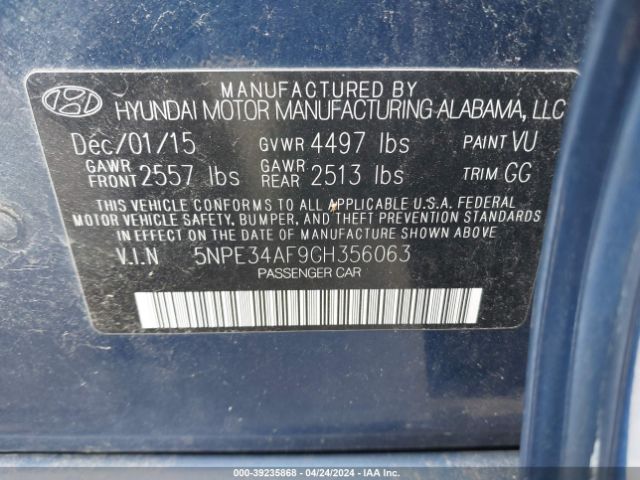 MANUFACTURED BY
HYUNDAI MOTOR MANUFACTURING ALABAMA, LLC
Dec/01/15 GVWR 4497 lbs PAINT VU
GAWR FRONT 2557 lbs GAWR REAR 2513 lbs TRIM GG
THIS VEHICLE CONFORMS TO ALL APPLICABLE U.S.A. FEDERAL
MOTOR VEHICLE SAFETY, BUMPER, AND THEFT PREVENTION STANDARDS
IN EFFECT ON THE DATE OF MANUFACTURE SHOWN ABOVE.
V.I.N 5NPE34AF9GH356063
PASSENGER CAR
000-39235868 - 04/24/2024 - IAAI.COM